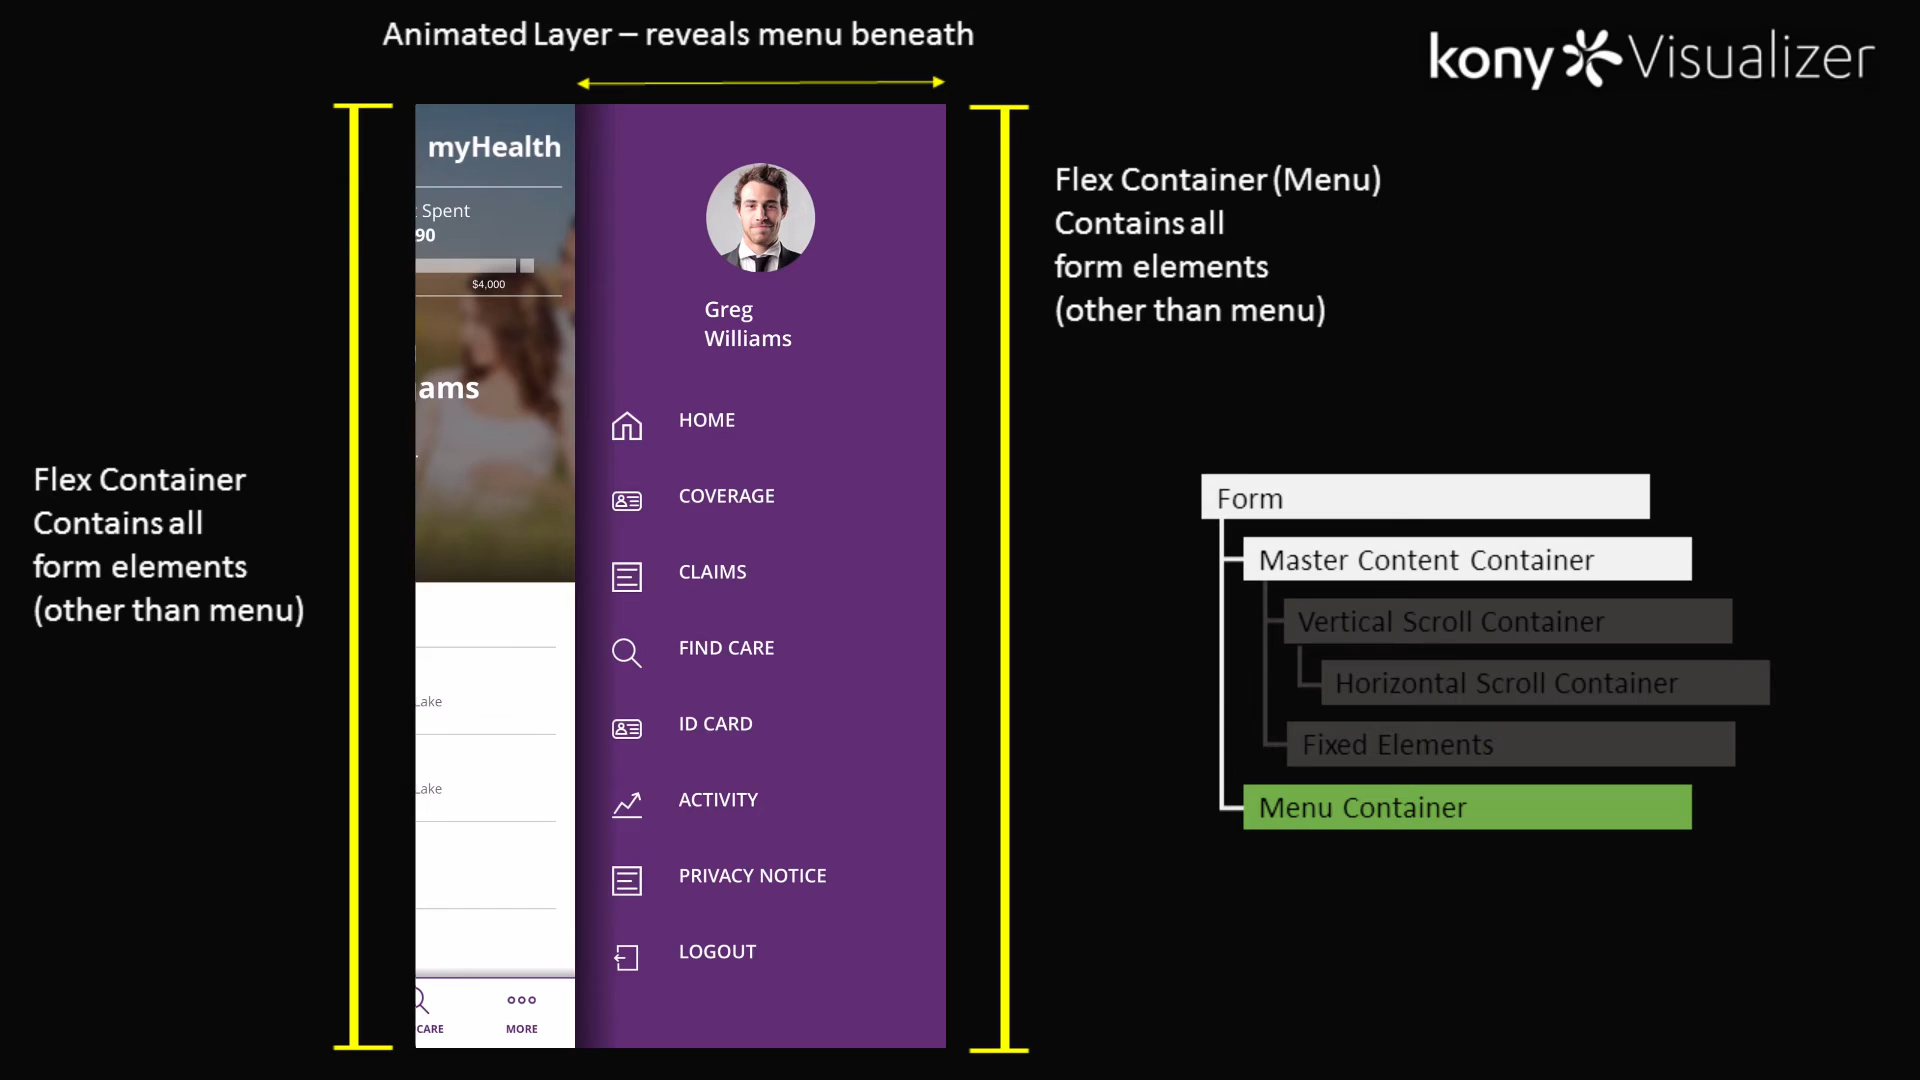 Animated Layer – reveals menu beneath
kony Visualizer
Flex Container
Contains all
form elements
(other than menu)
myHealth
Spent
90
$4,000
ams
Lake
Lake
CARE
MORE
Greg
Williams
HOME
COVERAGE
CLAIMS
FIND CARE
ID CARD
ACTIVITY
PRIVACY NOTICE
LOGOUT
Flex Container (Menu)
Contains all
form elements
(other than menu)
Form
Master Content Container
Vertical Scroll Container
Horizontal Scroll Container
Fixed Elements
Menu Container